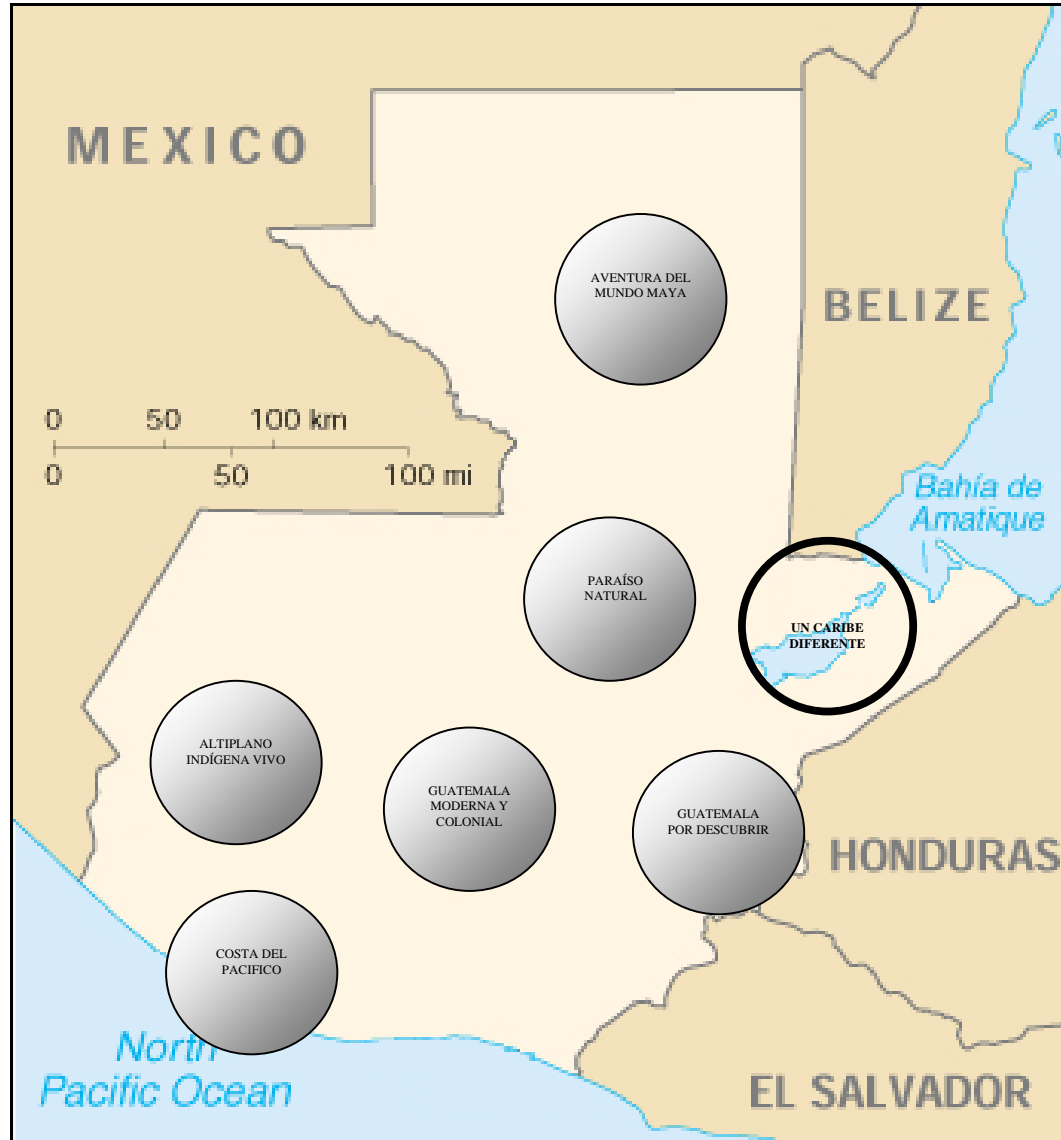 MEXICO
AVENTURA DEL
MUNDO MAYA
BELIZE
0 50 100 km
0 50 100 mi
Bahía de
Amatique
PARAÍSO
NATURAL
UN CARIBE
DIFERENTE
ALTIPLANO
INDÍGENA VIVO
GUATEMALA
MODERNA Y
COLONIAL
GUATEMALA
POR DESCUBRIR
HONDURAS
COSTA DEL
PACIFICO
North
Pacific Ocean
EL SALVADOR